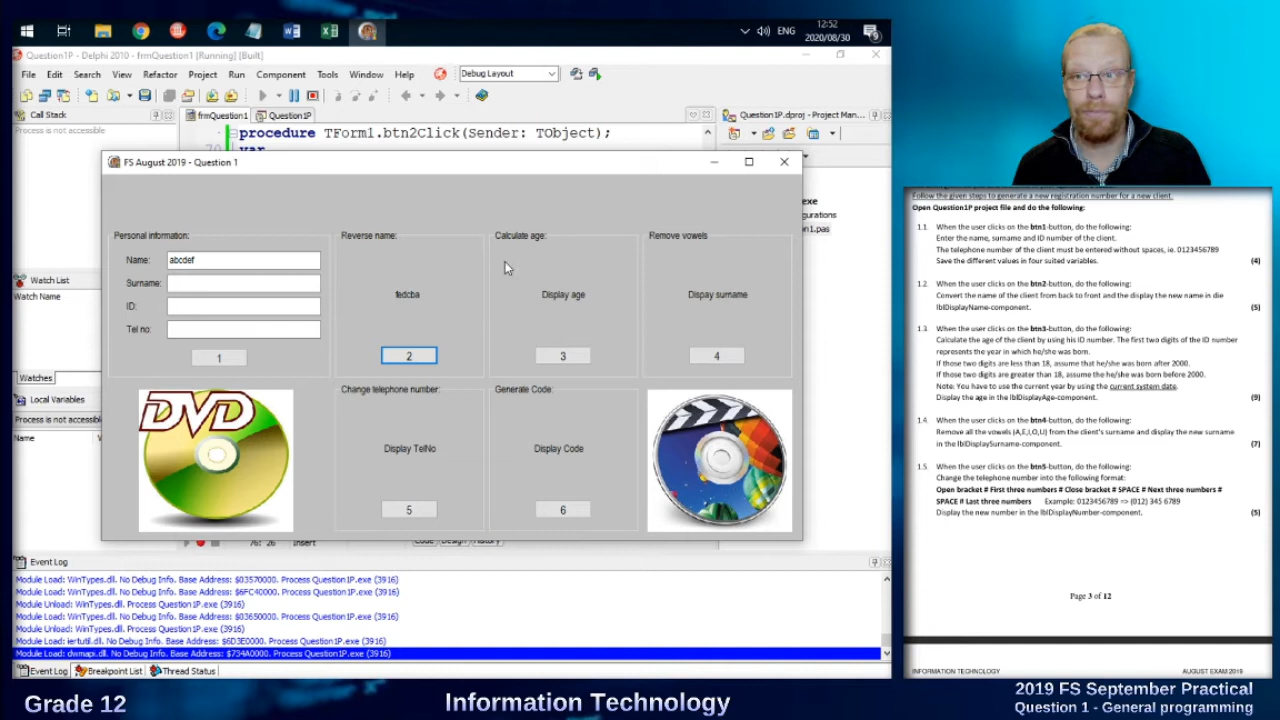 12:52
ENG
2020/08/30
9
Question1P - Delphi 2010 - frmQuestion1 [Running] [Built]
File Edit Search View Refactor Project Run Component Tools Window Help
Debug Layout
Call Stack
frmQuestion1
Question1P
Question1P.dproj - Project Man...
Process is not accessible
procedure TForm1.btn2Click(Sender: TObject);
70
var
FS August 2019 - Question 1
Personal information:
Reverse name:
Calculate age:
Remove vowels
Name:
abcdef
Surname:
ID:
Tel no:
fedcba
Display age
Dispay surname
1
2
3
4
Change telephone number:
Generate Code:
DVD
Display TelNo
Display Code
5
6
Watch List
Watch Name
Watches
Local Variables
Process is not accessib
Name
76: 26
Insert
Code
Design
History
Event Log
Module Load: WinTypes.dll. No Debug Info. Base Address: $03570000. Process Question1P.exe (3916)
Module Load: WinTypes.dll. No Debug Info. Base Address: $6FC40000. Process Question1P.exe (3916)
Module Unload: WinTypes.dll. Process Question1P.exe (3916)
Module Load: WinTypes.dll. No Debug Info. Base Address: $03650000. Process Question1P.exe (3916)
Module Unload: WinTypes.dll. Process Question1P.exe (3916)
Module Load: iertutil.dll. No Debug Info. Base Address: $6D3E0000. Process Question1P.exe (3916)
Module Load: dwmapi.dll. No Debug Info. Base Address: $734A0000. Process Question1P.exe (3916)
Event Log
Breakpoint List
Thread Status
Follow the given steps to generate a new registration number for a new client.
Open Question1P project file and do the following:
1.1. When the user clicks on the btn1-button, do the following:
Enter the name, surname and ID number of the client.
The telephone number of the client must be entered without spaces, ie. 0123456789
Save the different values in four suited variables. (4)
1.2. When the user clicks on the btn2-button, do the following:
Convert the name of the client from back to front and the display the new name in die
lblDisplayName-component. (5)
1.3. When the user clicks on the btn3-button, do the following:
Calculate the age of the client by using his ID number. The first two digits of the ID number
represents the year in which he/she was born.
If those two digits are less than 18, assume that he/she was born after 2000.
If those two digits are greater than 18, assume the he/she was born before 2000.
Note: You have to use the current year by using the current system date.
Display the age in the lblDisplayAge-component. (9)
1.4. When the user clicks on the btn4-button, do the following:
Remove all the vowels (A,E,I,O,U) from the client's surname and display the new surname
in the lblDisplaySurname-component. (7)
1.5. When the user clicks on the btn5-button, do the following:
Change the telephone number into the following format:
Open bracket # First three numbers # Close bracket # SPACE # Next three numbers #
SPACE # Last three numbers Example: 0123456789 => (012) 345 6789
Display the new number in the lblDisplayNumber-component. (5)
Page 3 of 12
INFORMATION TECHNOLOGY
AUGUST EXAM 2019
Grade 12
Information Technology
2019 FS September Practical
Question 1 - General programming